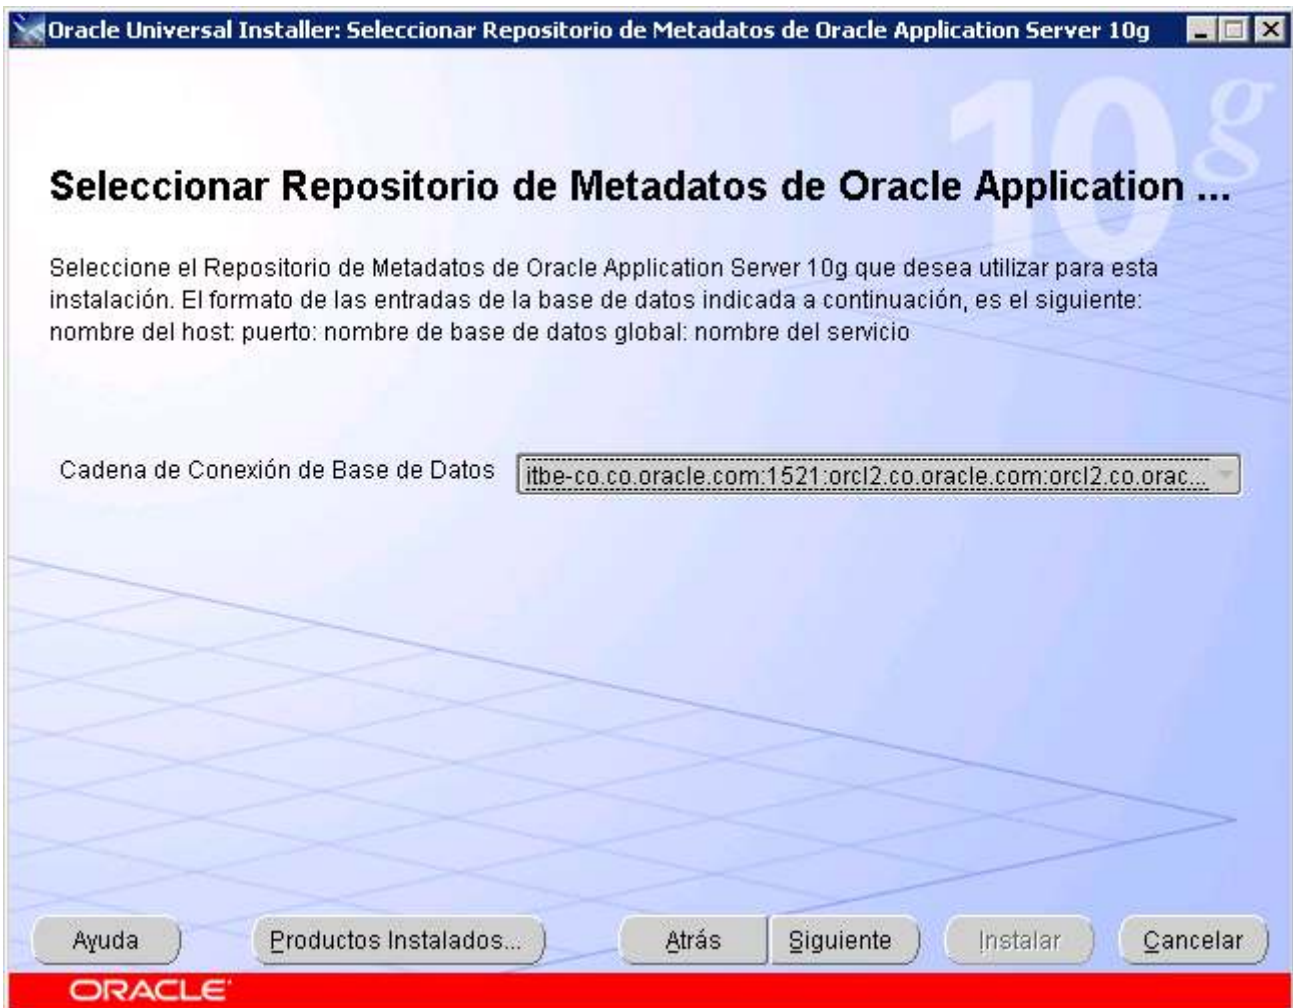 Oracle Universal Installer: Seleccionar Repositorio de Metadatos de Oracle Application Server 10g
10g
Seleccionar Repositorio de Metadatos de Oracle Application ...
Seleccione el Repositorio de Metadatos de Oracle Application Server 10g que desea utilizar para esta
instalación. El formato de las entradas de la base de datos indicada a continuación, es el siguiente:
nombre del host: puerto: nombre de base de datos global: nombre del servicio
Cadena de Conexión de Base de Datos itbe-co.co.oracle.com:1521:orcl2.co.oracle.com:orcl2.co.orac...
Ayuda Productos Instalados... Atrás Siguiente Instalar Cancelar
ORACLE